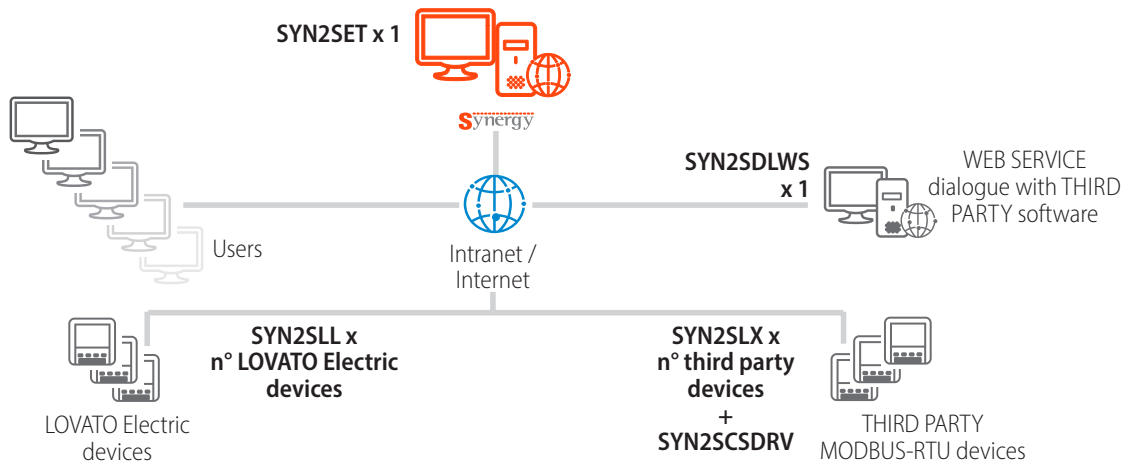 SYN2SET x 1
Synergy
SYN2SDLWS
x 1
WEB SERVICE
dialogue with THIRD
PARTY software
Users
Intranet /
Internet
SYN2SLL x
n° LOVATO Electric
devices
SYN2SLX x
n° third party
devices
+
SYN2SCSDRV
LOVATO Electric
devices
THIRD PARTY
MODBUS-RTU devices